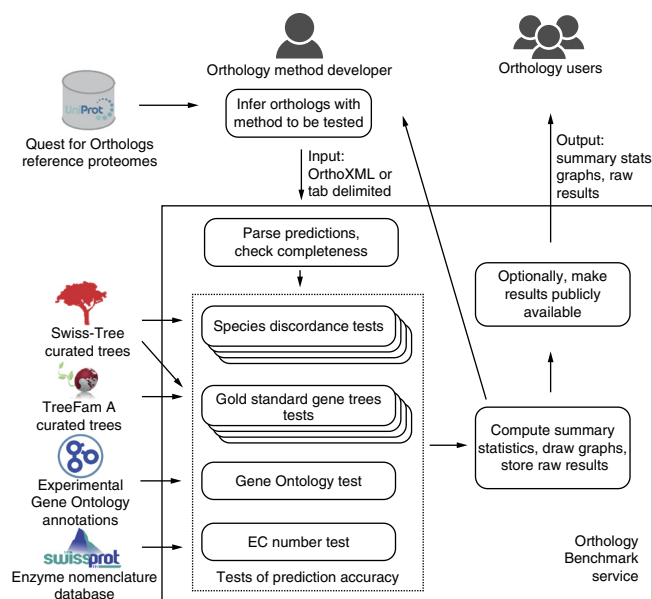 Orthology method developer
Orthology users
Infer orthologs with
method to be tested
UniProt
Quest for Orthologs
reference proteomes
Input:
OrthoXML or
tab delimited
Output:
summary stats
graphs, raw
results
Parse predictions,
check completeness
Optionally, make
results publicly
available
Swiss-Tree
curated trees
Species discordance tests
TreeFam A
curated trees
Gold standard gene trees
tests
Compute summary
statistics, draw graphs,
store raw results
Experimental
Gene Ontology
annotations
Gene Ontology test
swissprot
Enzyme nomenclature
database
EC number test
Tests of prediction accuracy
Orthology
Benchmark
service